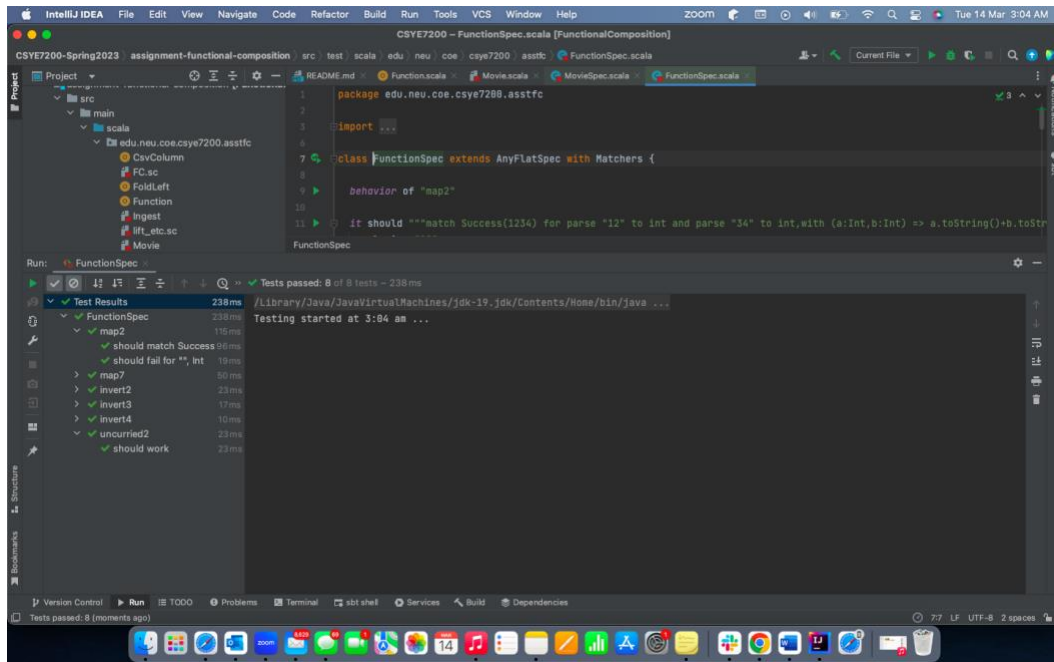 IntelliJ IDEA File Edit View Navigate Code Refactor Build Run Tools VCS Window Help zoom Tue 14 Mar 3:04 AM
CSYE7200 – FunctionSpec.scala [FunctionalComposition]
CSYE7200-Spring2023 assignment-functional-composition src test scala edu neu coe csye7200 asstfc FunctionSpec.scala Current File
Project README.md Function.scala Movie.scala MovieSpec.scala FunctionSpec.scala
src
main
scala
edu.neu.coe.csye7200.asstfc
CsvColumn
FC.sc
FoldLeft
Function
Ingest
lift_etc.sc
Movie
1 package edu.neu.coe.csye7200.asstfc
3
2
3 import ...
6
7 class FunctionSpec extends AnyFlatSpec with Matchers {
8
9 behavior of "map2"
10
11 it should """match Success(1234) for parse "12" to int and parse "34" to int,with (a:Int,b:Int) => a.toString()+b.toStr
FunctionSpec
Run: FunctionSpec
Tests passed: 8 of 8 tests – 238 ms
Test Results 238 ms
FunctionSpec 238 ms
map2 115 ms
should match Success 96 ms
should fail for "", Int 19 ms
map7 50 ms
invert2 23 ms
invert3 17 ms
invert4 10 ms
uncurried2 23 ms
should work 23 ms
/Library/Java/JavaVirtualMachines/jdk-19.jdk/Contents/Home/bin/java ...
Testing started at 3:04 am ...
Project
Structure
Bookmarks
Version Control Run TODO Problems Terminal sbt shell Services Build Dependencies
Tests passed: 8 (moments ago) 7:7 LF UTF-8 2 spaces
zoom
14